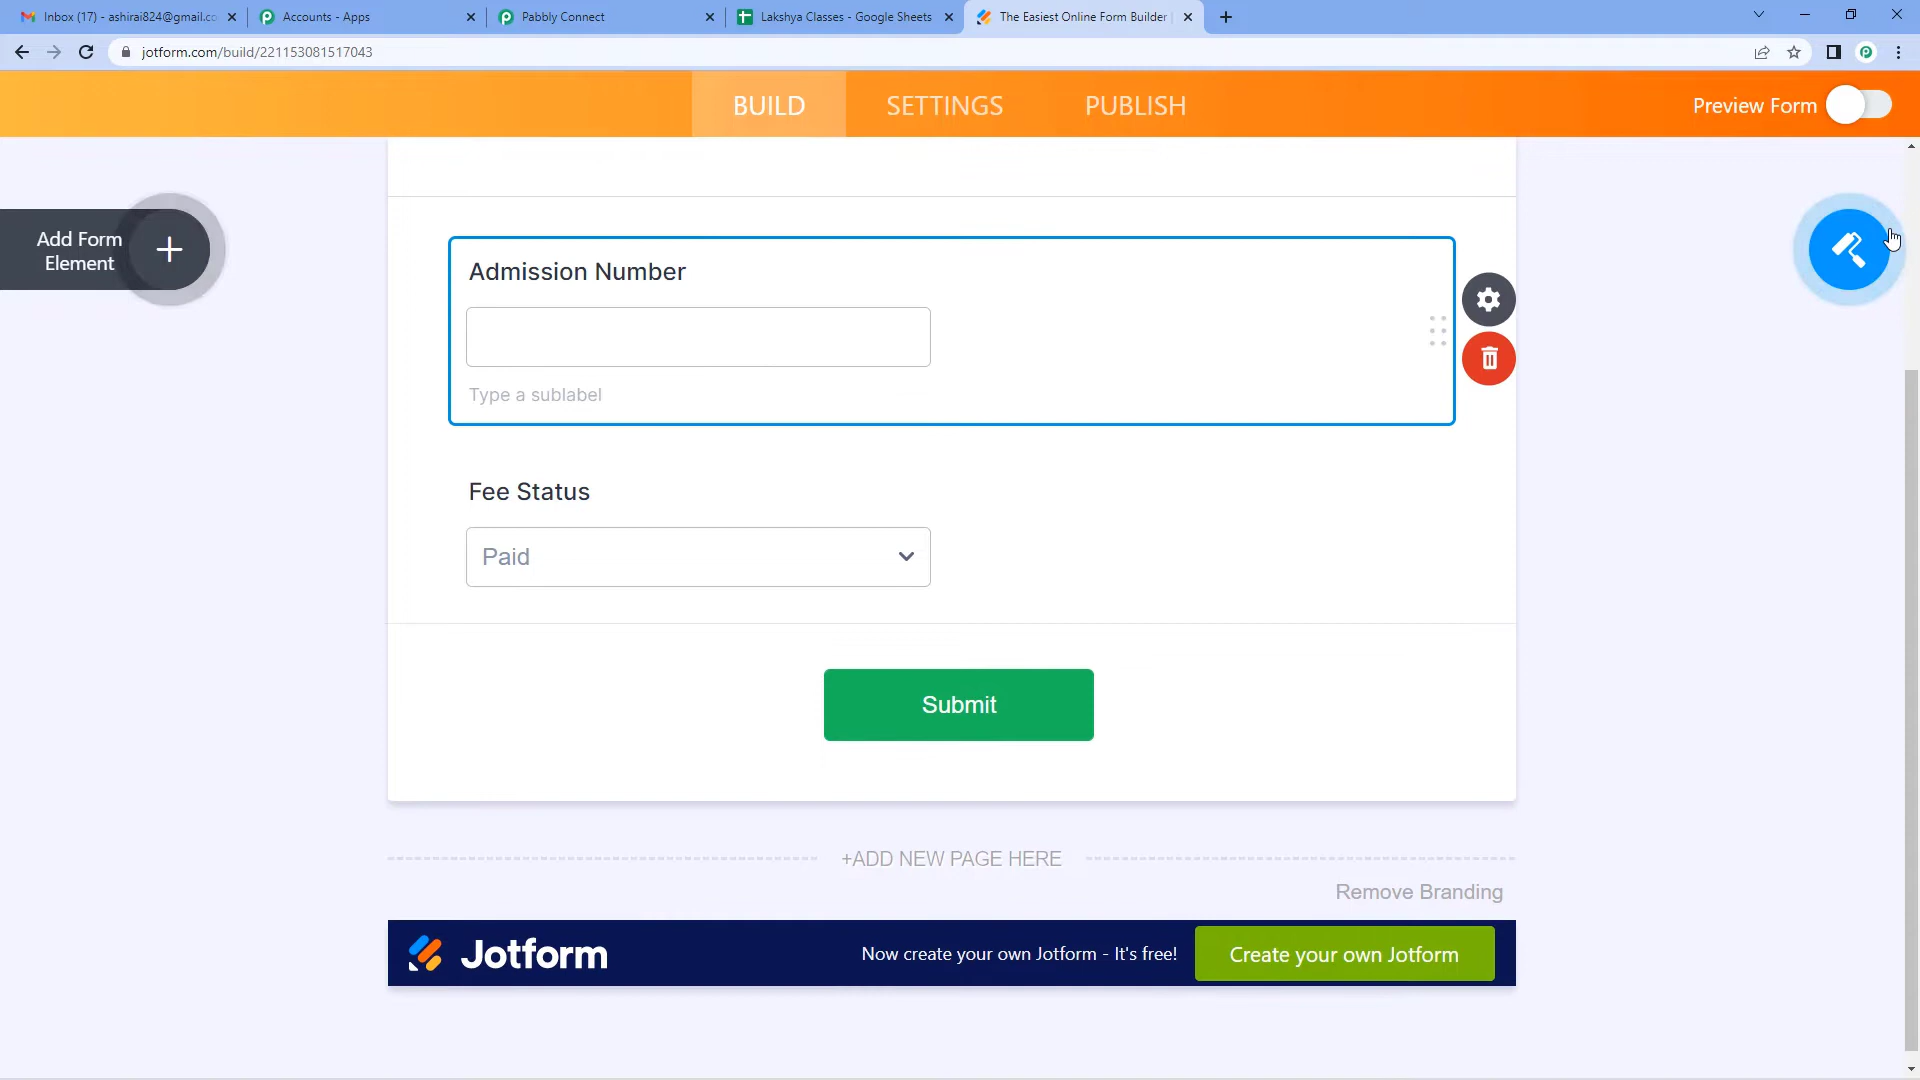 Inbox (17) - ashirai824@gmail.co
Accounts - Apps
Pabbly Connect
Lakshya Classes - Google Sheets
The Easiest Online Form Builder
jotform.com/build/221153081517043
BUILD
SETTINGS
PUBLISH
Preview Form
Add Form
Element
Admission Number
Type a sublabel
Fee Status
Paid
Submit
+ADD NEW PAGE HERE
Remove Branding
Jotform
Now create your own Jotform - It's free!
Create your own Jotform